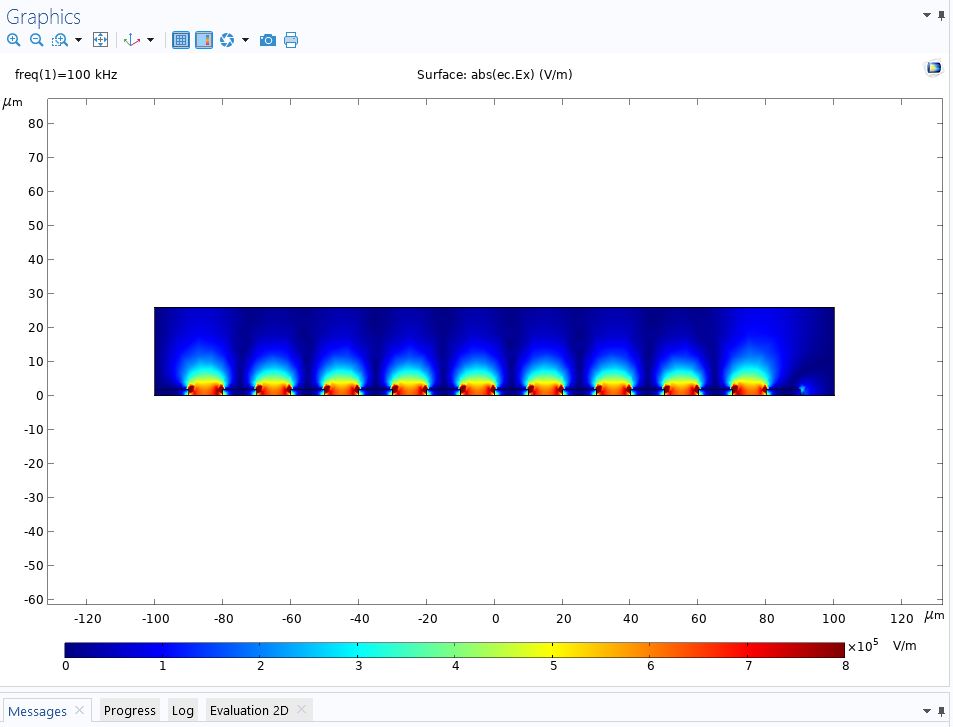 Graphics
freq(1)=100 kHz
Surface: abs(ec.Ex) (V/m)
μm
80
70
60
50
40
30
20
10
0
-10
-20
-30
-40
-50
-60
-120 -100 -80 -60 -40 -20 0 20 40 60 80 100 120 μm
×10⁵ V/m
0 1 2 3 4 5 6 7 8
Messages Progress Log Evaluation 2D